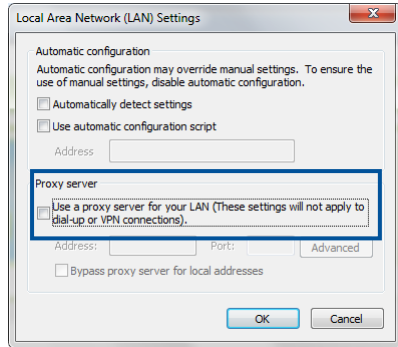 Local Area Network (LAN) Settings
Automatic configuration
Automatic configuration may override manual settings. To ensure the
use of manual settings, disable automatic configuration.
Automatically detect settings
Use automatic configuration script
Address
Proxy server
Use a proxy server for your LAN (These settings will not apply to
dial-up or VPN connections).
Address: Port: Advanced
Bypass proxy server for local addresses
OK Cancel